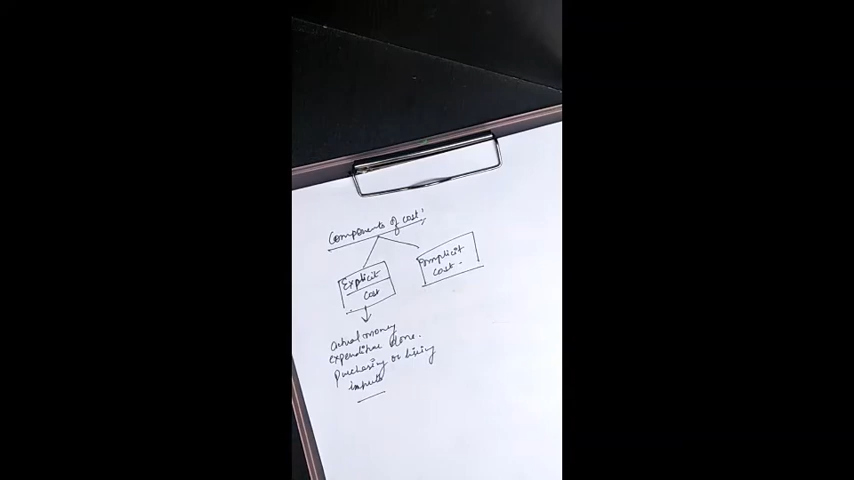 Components of cost
Explicit
cost
Implicit
cost -
actual money
expenditure done.
purchasing or hiring
inputs